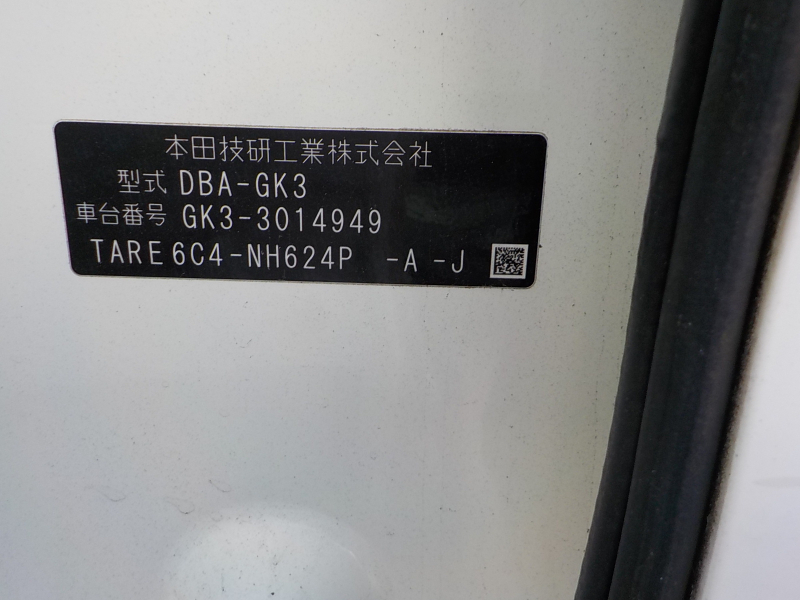 本田技研工業株式会社
型式 DBA-GK3
車台番号 GK3-3014949
TARE6C4-NH624P -A-J